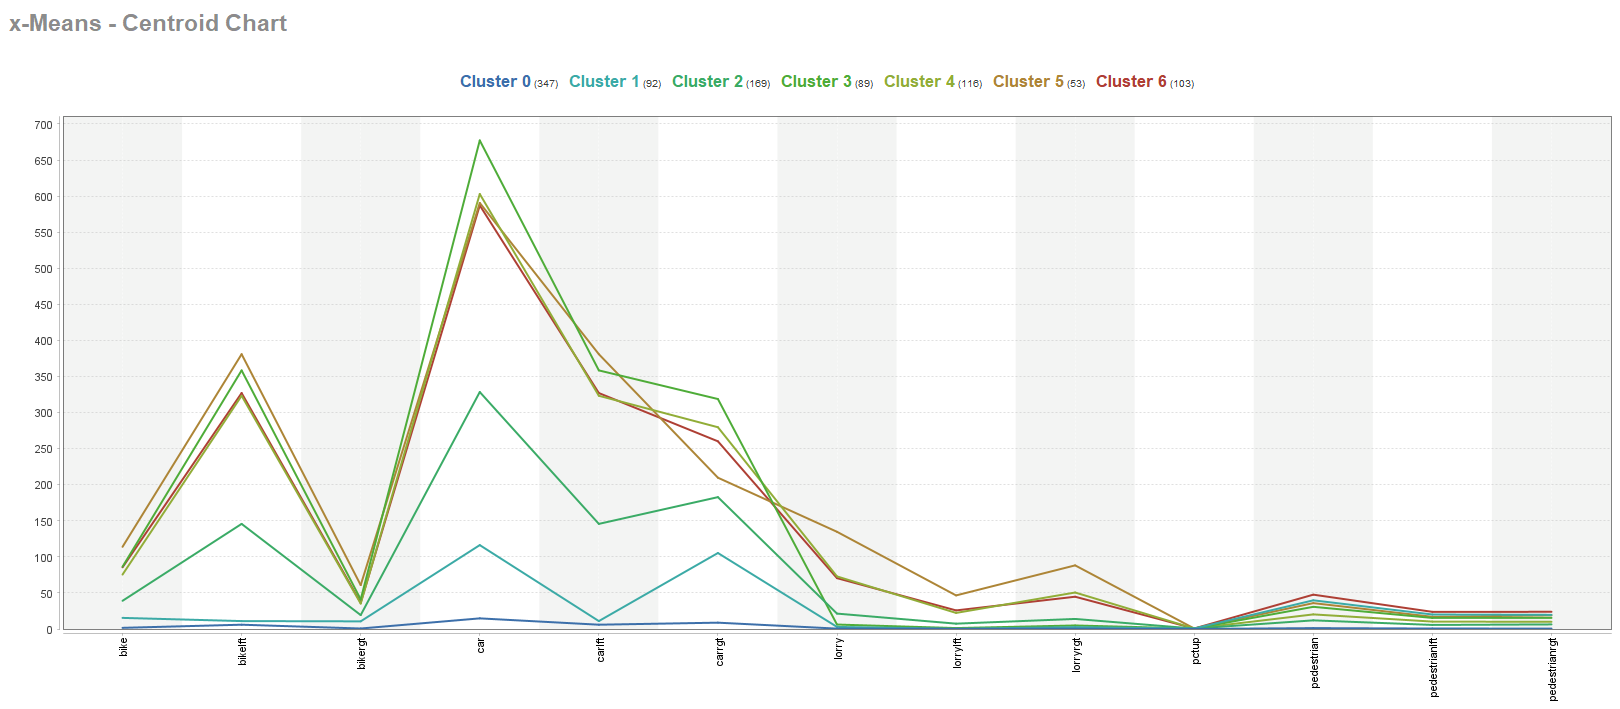 x-Means - Centroid Chart
Cluster 0 (347) Cluster 1 (92) Cluster 2 (169) Cluster 3 (89) Cluster 4 (116) Cluster 5 (53) Cluster 6 (103)
700
650
600
550
500
450
400
350
300
250
200
150
100
50
0
bike
bikelft
bikergt
car
carlft
carrgt
lorry
lorrylft
lorryrgt
pctup
pedestrian
pedestrianlft
pedestrianrgt